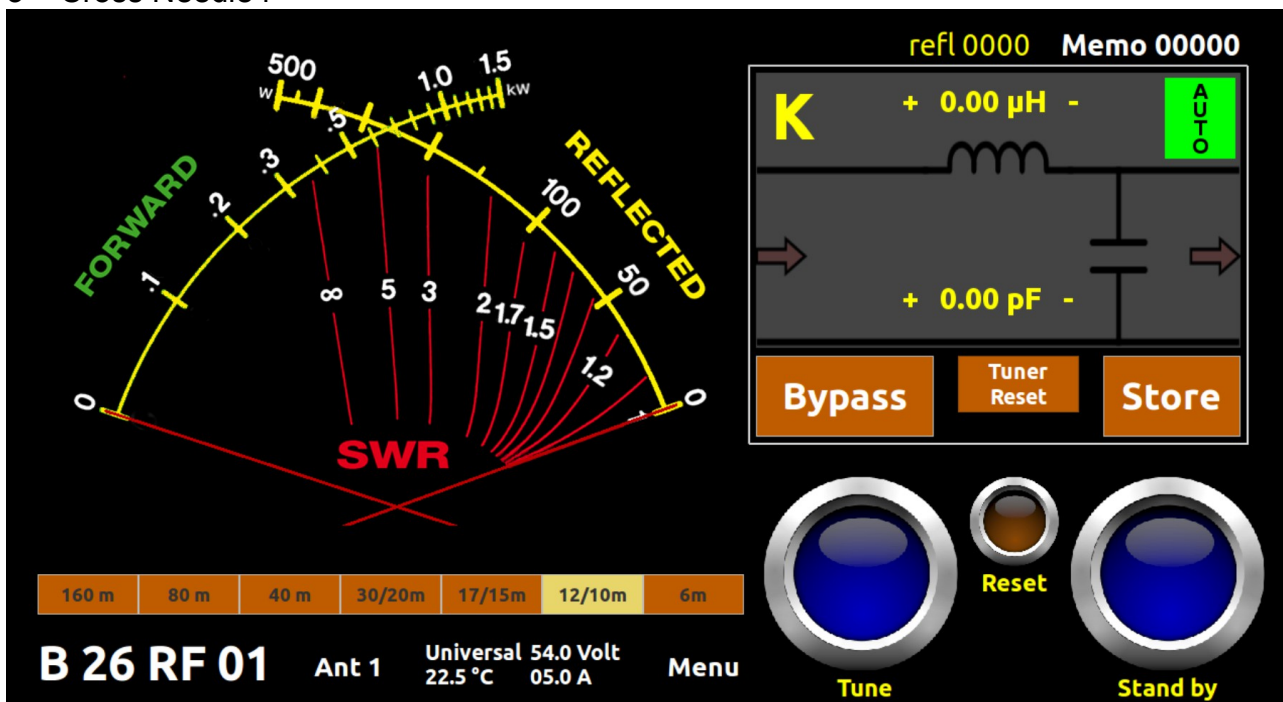 Cross Needle :
refl 0000 Memo 00000
500 1.0 1.5
W kw
.5
.3
.2
.1
0
FORWARD
REFLECTED
100
50
0
∞ 5 3 2 1.7 1.5 1.2 1
SWR
K + 0.00 µH - AUTO
+ 0.00 pF -
Bypass
Tuner
Reset
Store
160 m 80 m 40 m 30/20m 17/15m 12/10m 6m
Reset
B 26 RF 01 Ant 1
Universal 54.0 Volt
22.5 °C 05.0 A
Menu
Tune Stand by